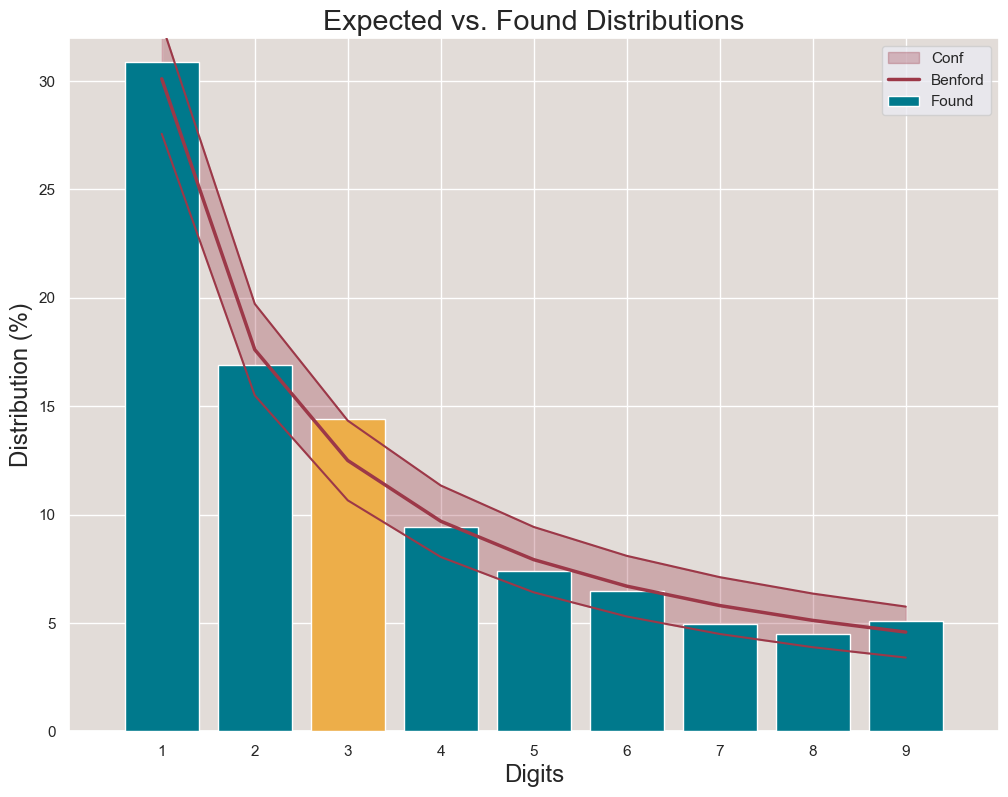 Expected vs. Found Distributions
Conf
Benford
Found
Distribution (%)
30
25
20
15
10
5
0
1 2 3 4 5 6 7 8 9
Digits